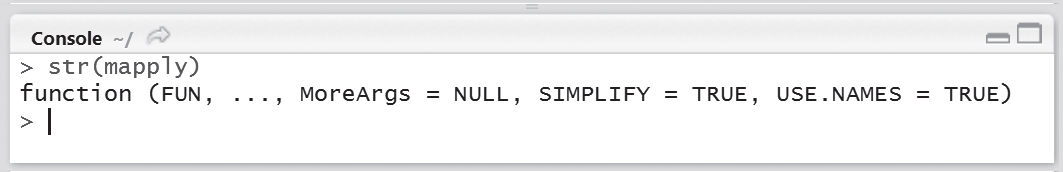 Console ~/
> str(mapply)
function (FUN, ..., MoreArgs = NULL, SIMPLIFY = TRUE, USE.NAMES = TRUE)
>